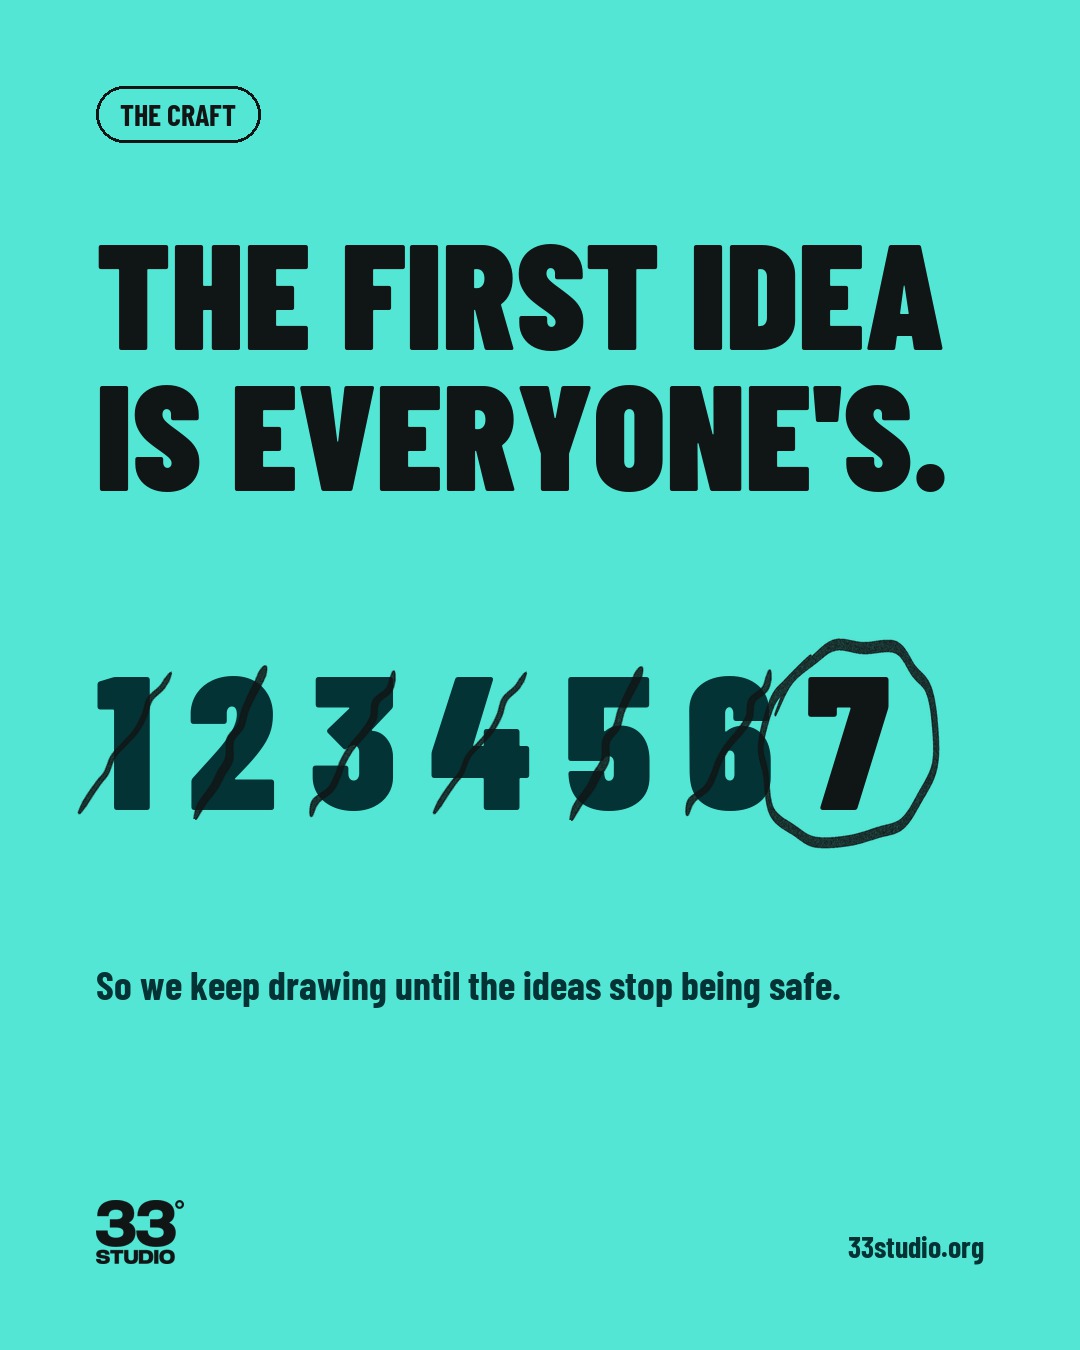 THE CRAFT
THE FIRST IDEA
IS EVERYONE'S.
1 2 3 4 5 6 7
So we keep drawing until the ideas stop being safe.
33°
STUDIO
33studio.org